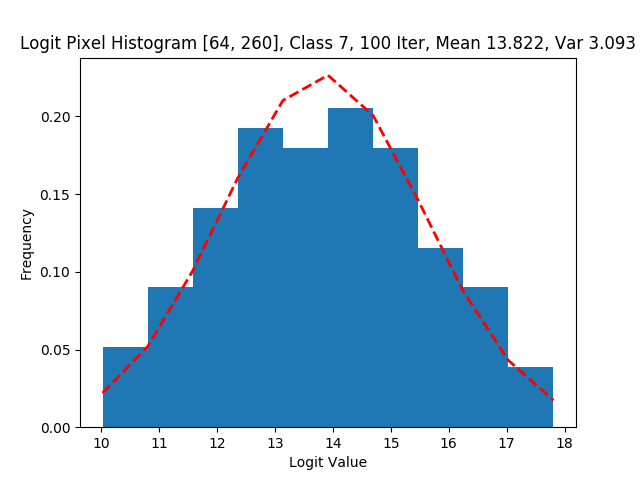 Logit Pixel Histogram [64, 260], Class 7, 100 Iter, Mean 13.822, Var 3.093
0.20
0.15
0.10
0.05
0.00
Frequency
10 11 12 13 14 15 16 17 18
Logit Value